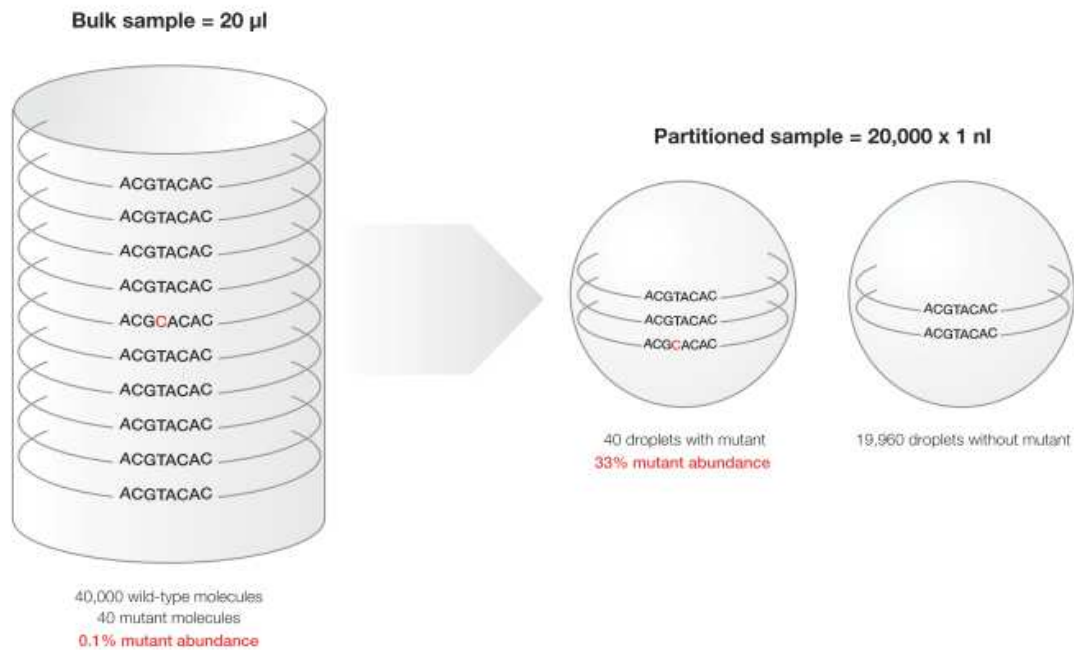 Bulk sample = 20 µl
ACGTACAC
ACGTACAC
ACGTACAC
ACGTACAC
ACGCACAC
ACGTACAC
ACGTACAC
ACGTACAC
ACGTACAC
ACGTACAC
40,000 wild-type molecules
40 mutant molecules
0.1% mutant abundance
Partitioned sample = 20,000 x 1 nl
ACGTACAC
ACGTACAC
ACGCACAC
40 droplets with mutant
33% mutant abundance
ACGTACAC
ACGTACAC
19,960 droplets without mutant